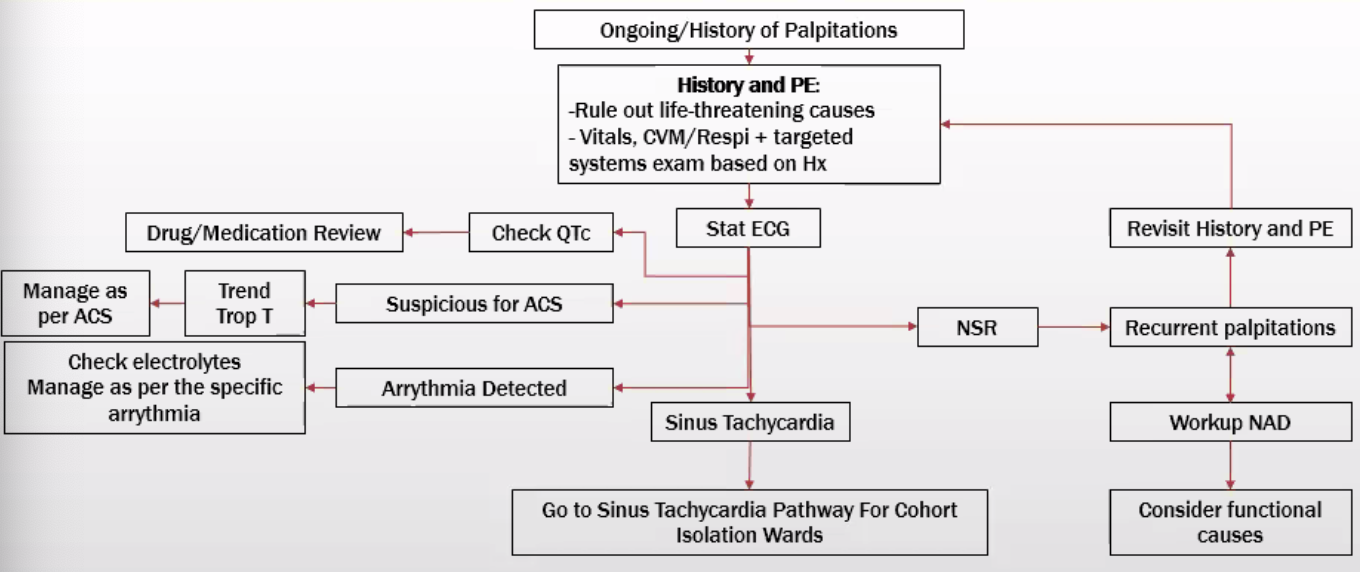 Ongoing/History of Palpitations
History and PE:
-Rule out life-threatening causes
- Vitals, CVM/Respi + targeted
systems exam based on Hx
Stat ECG
Revisit History and PE
Drug/Medication Review
Check QTc
Manage as
per ACS
Trend
Trop T
Suspicious for ACS
NSR
Recurrent palpitations
Check electrolytes
Manage as per the specific
arrythmia
Arrythmia Detected
Sinus Tachycardia
Workup NAD
Go to Sinus Tachycardia Pathway For Cohort
Isolation Wards
Consider functional
causes